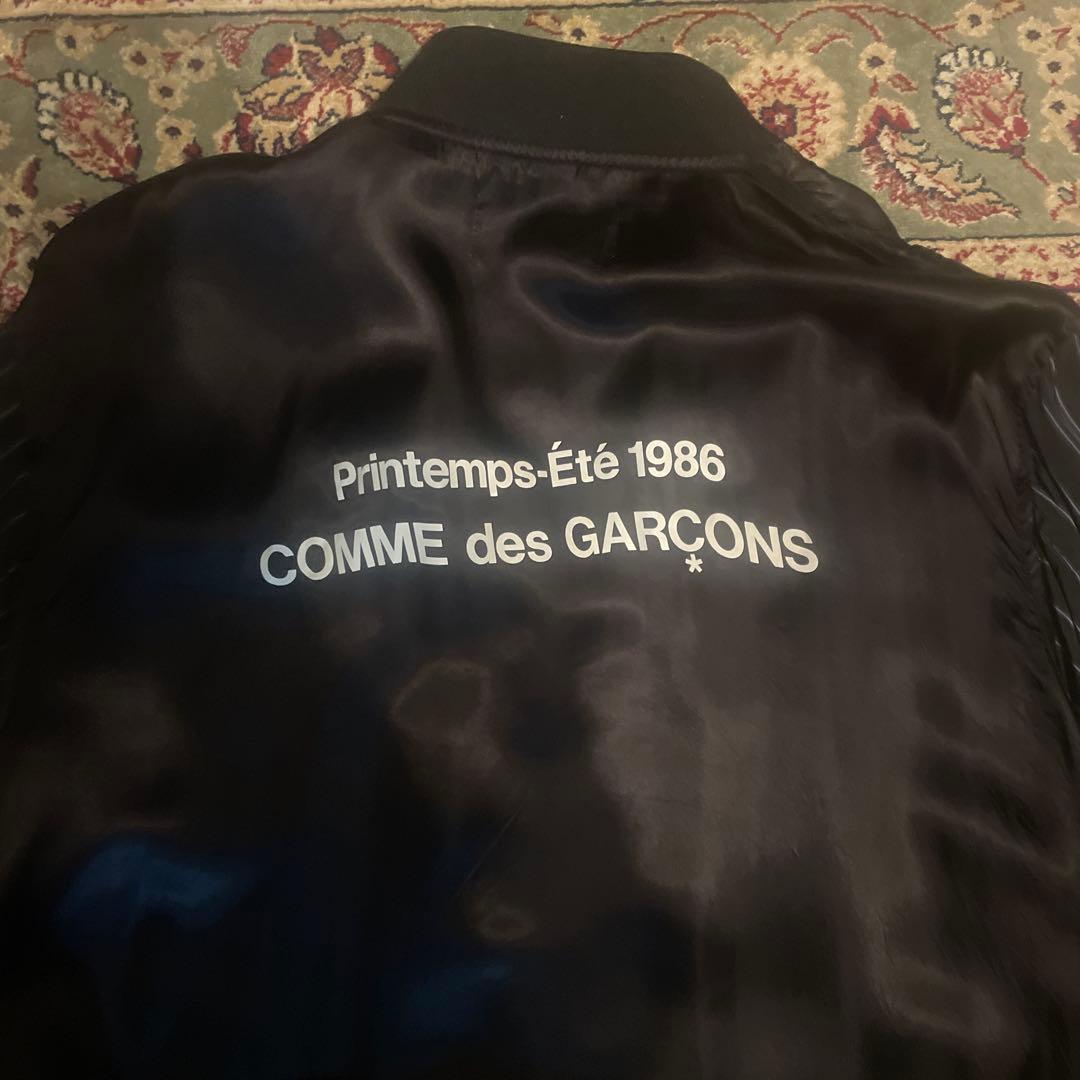 Printemps-Été 1986
COMME des GARÇONS
*